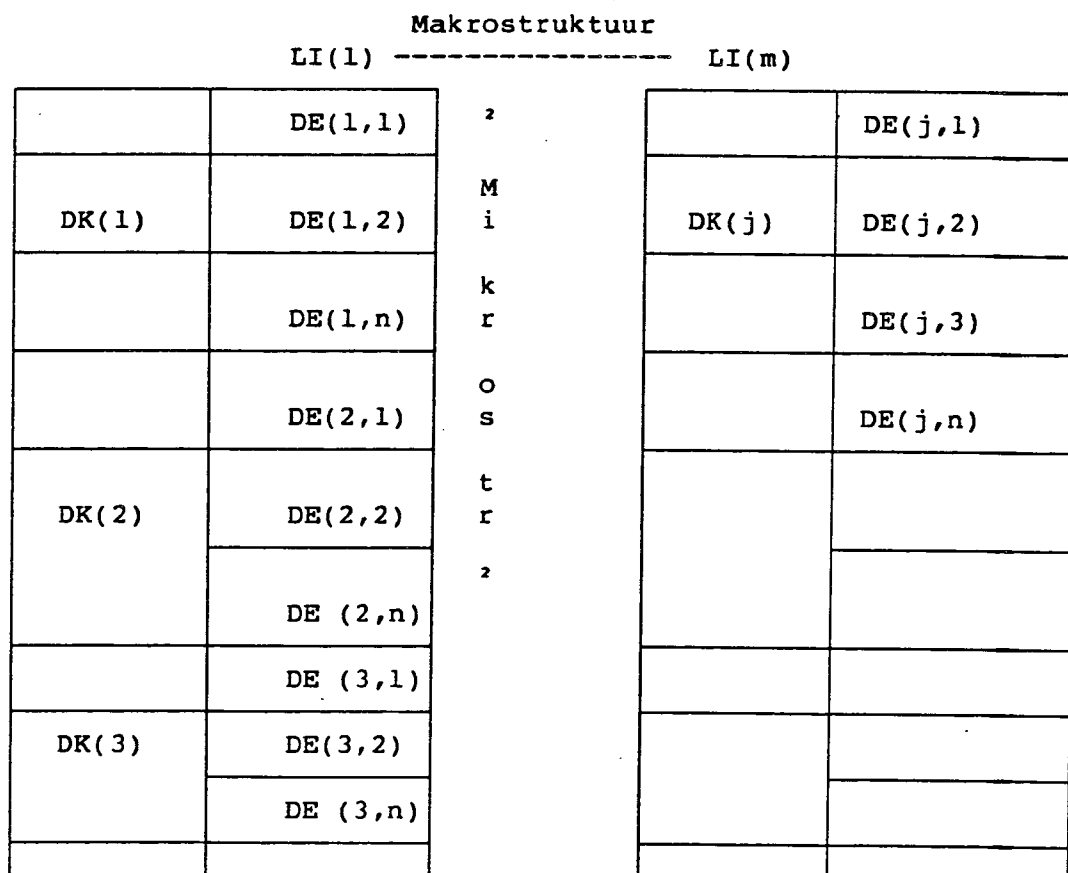 Makrostruktuur
LI(1) ---------------- LI(m)
DE(1,1) ² DE(j,1)
M
DK(1) DE(1,2) i DK(j) DE(j,2)
k
DE(1,n) r DE(j,3)
o
DE(2,1) s DE(j,n)
t
DK(2) DE(2,2) r
²
DE (2,n)
DE (3,1)
DK(3) DE(3,2)
DE (3,n)